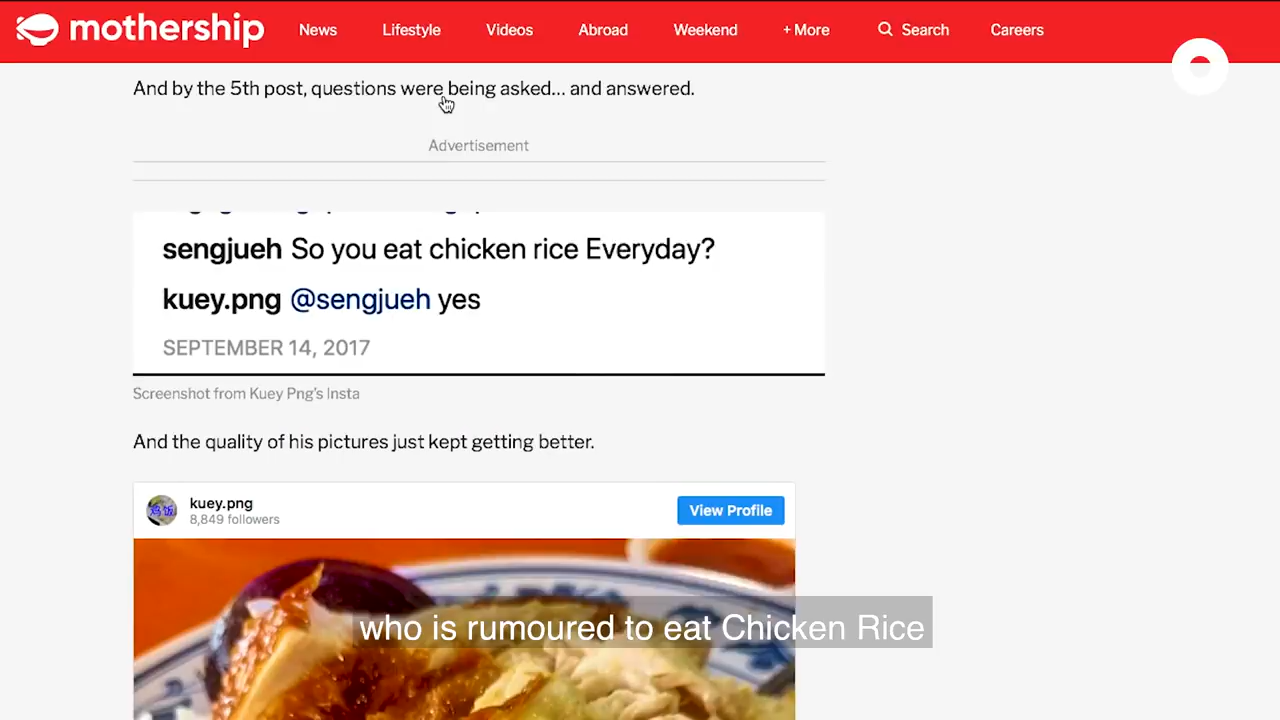 mothership
News
Lifestyle
Videos
Abroad
Weekend
+ More
Search
Careers
And by the 5th post, questions were being asked... and answered.
Advertisement
sengjueh So you eat chicken rice Everyday?
kuey.png @sengjueh yes
SEPTEMBER 14, 2017
Screenshot from Kuey Png's Insta
And the quality of his pictures just kept getting better.
鸡饭
kuey.png
8,849 followers
View Profile
who is rumoured to eat Chicken Rice